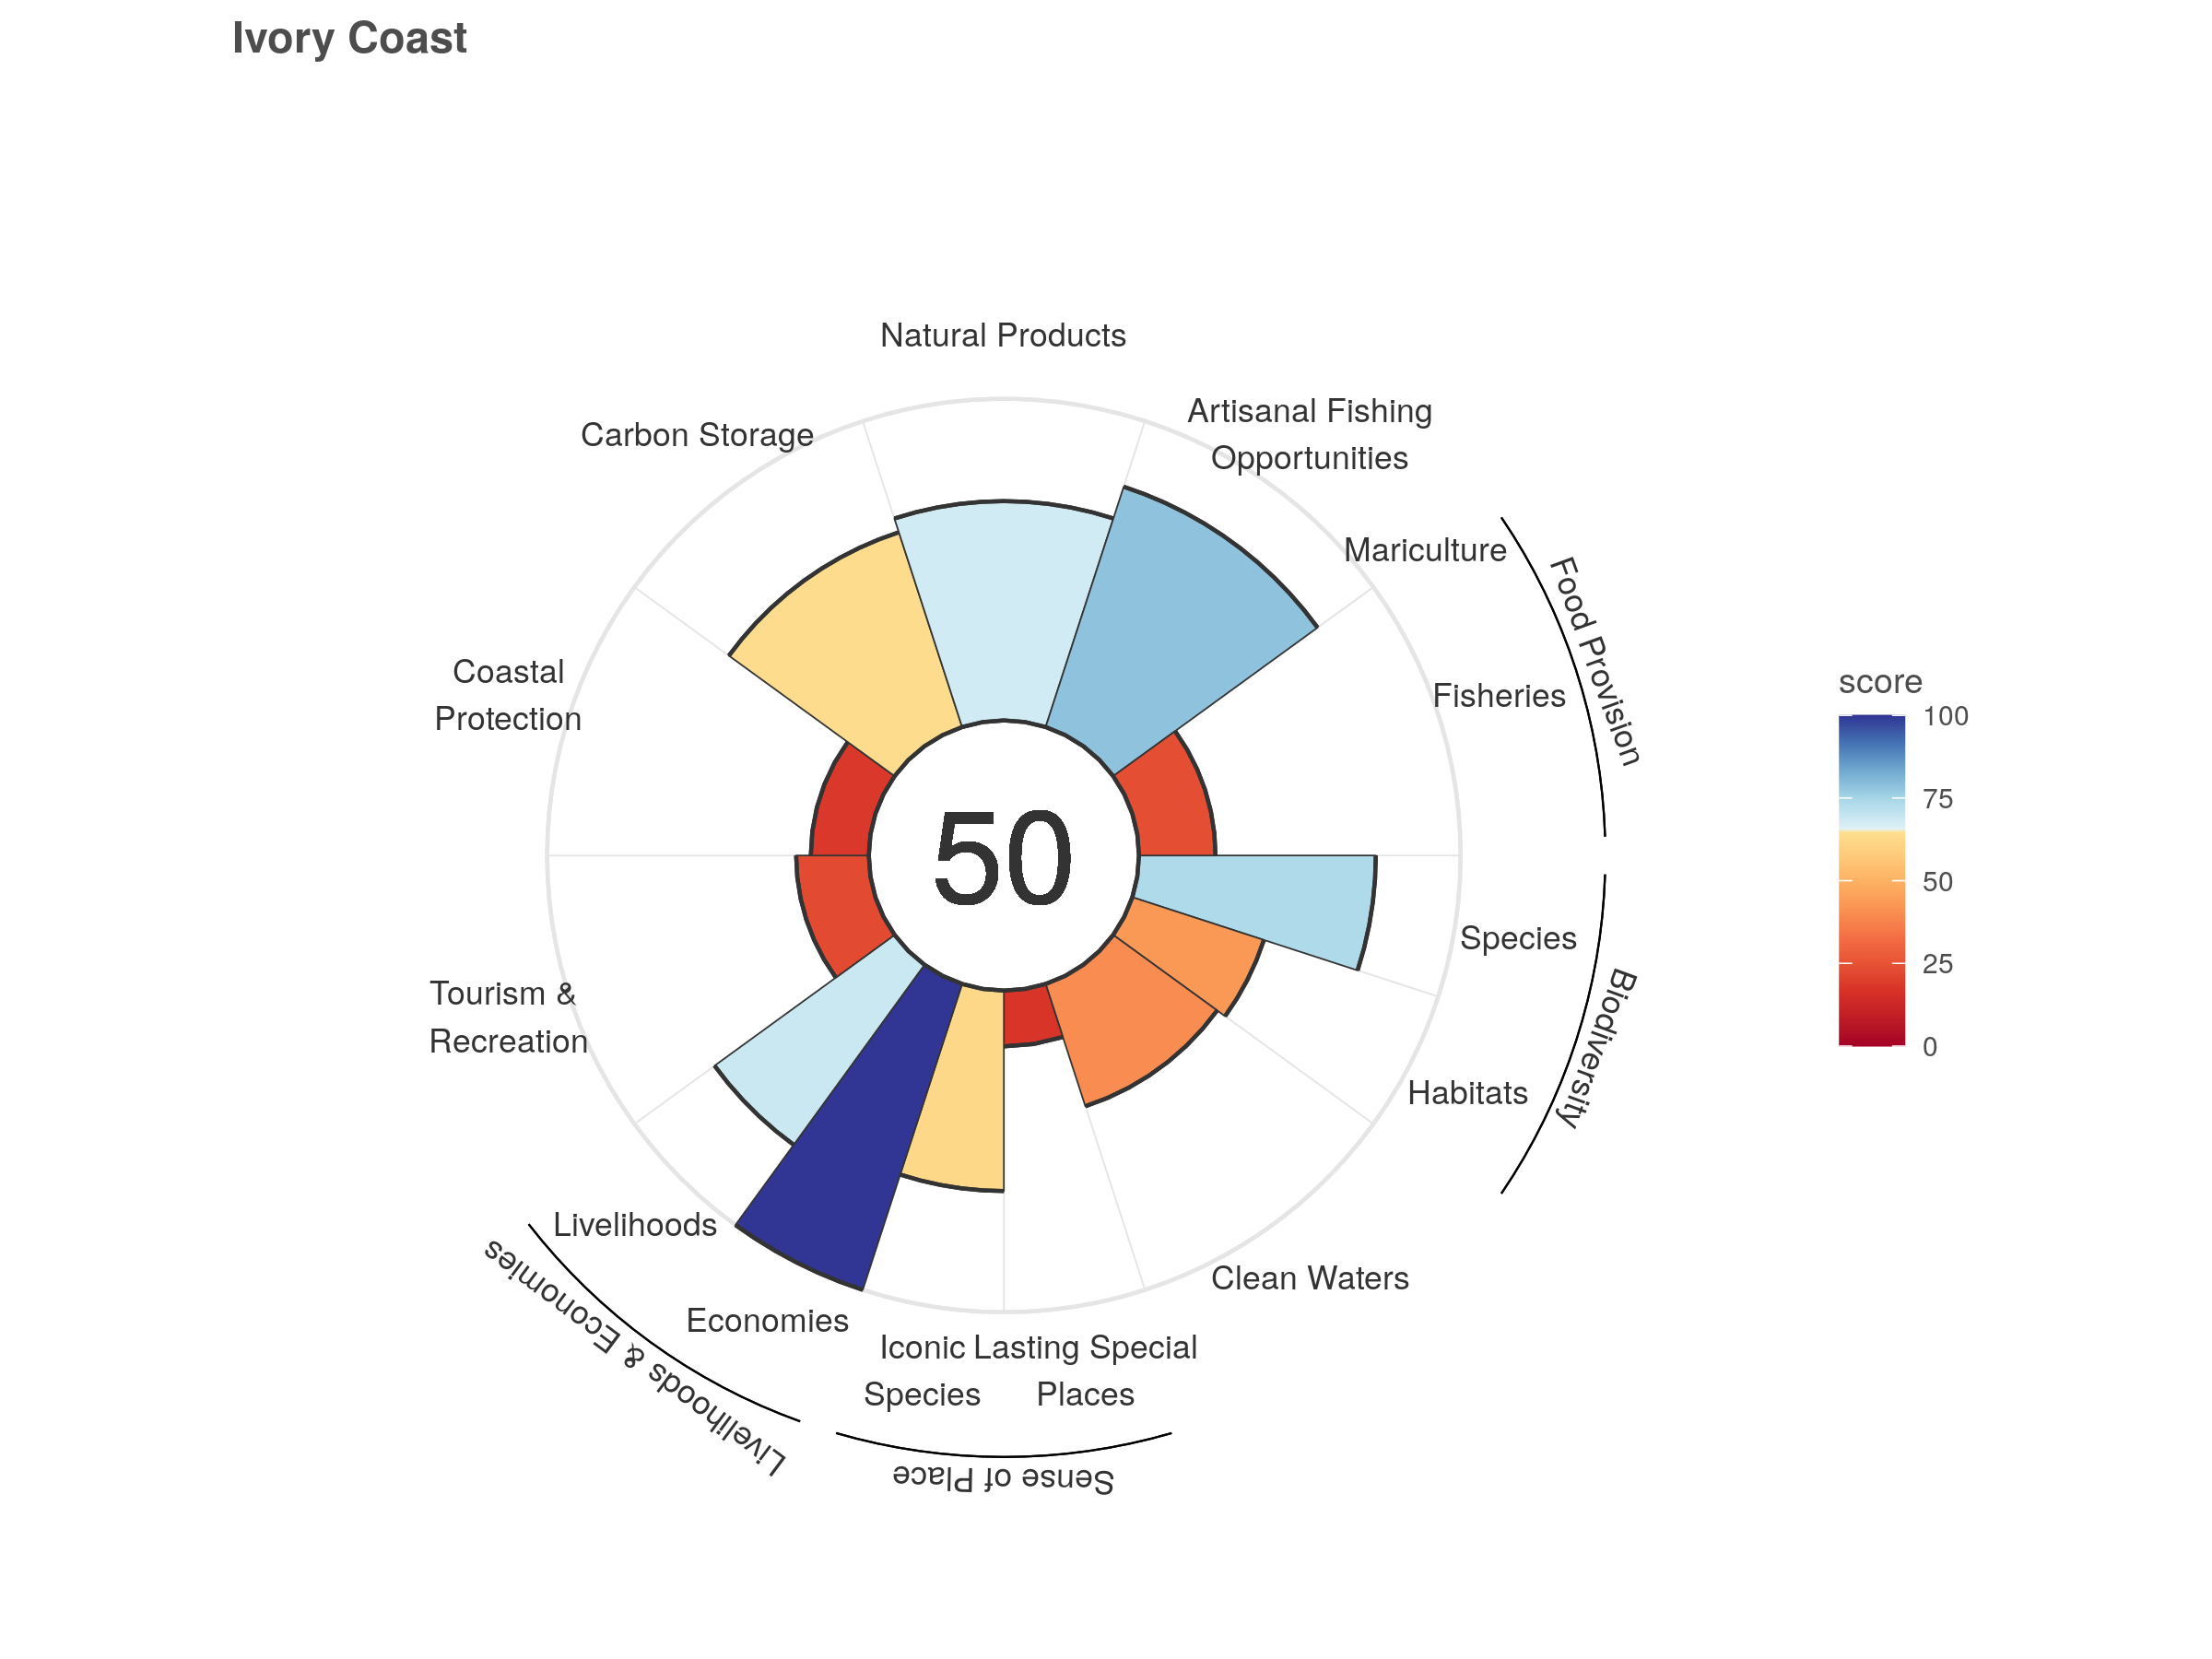 Ivory Coast
Natural Products
Artisanal Fishing
Opportunities
Carbon Storage
Mariculture
Food Provision
Coastal
Protection
Fisheries
score
100
75
50
25
0
50
Species
Biodiversity
Tourism &
Recreation
Habitats
Livelihoods
Clean Waters
Economies
Livelihoods & Economies
Iconic
Species
Lasting Special
Places
Sense of Place